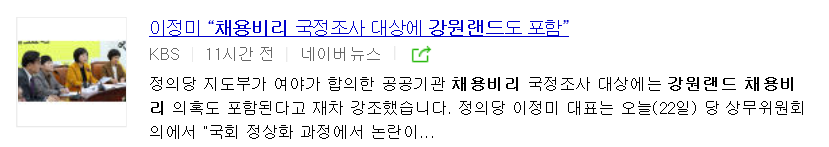 이정미 “채용비리 국정조사 대상에 강원랜드도 포함”
KBS | 11시간 전 | 네이버뉴스 |
정의당 지도부가 여야가 합의한 공공기관 채용비리 국정조사 대상에는 강원랜드 채용비
리 의혹도 포함된다고 재차 강조했습니다. 정의당 이정미 대표는 오늘(22일) 당 상무위원회
의에서 "국회 정상화 과정에서 논란이...